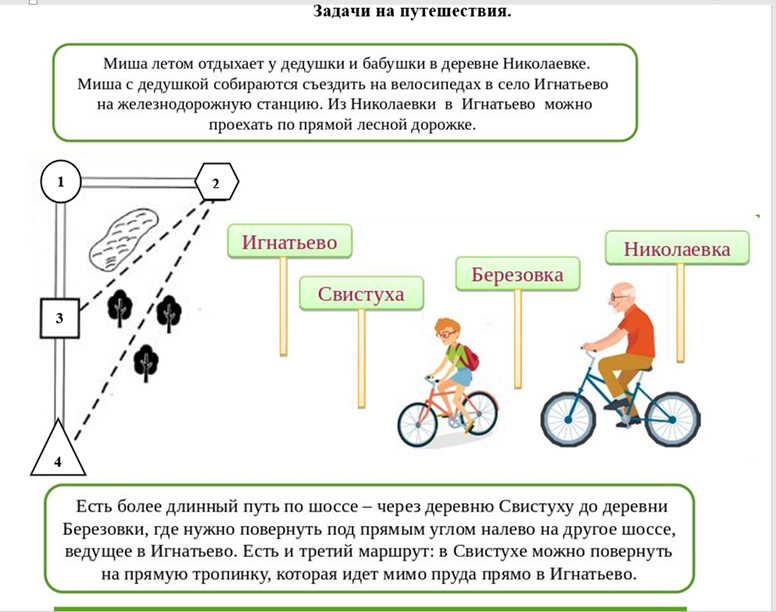 Задачи на путешествия.
Миша летом отдыхает у дедушки и бабушки в деревне Николаевке.
Миша с дедушкой собираются съездить на велосипедах в село Игнатьево
на железнодорожную станцию. Из Николаевки в Игнатьево можно
проехать по прямой лесной дорожке.
1
2
3
4
Игнатьево
Свистуха
Березовка
Николаевка
Есть более длинный путь по шоссе – через деревню Свистуху до деревни
Березовки, где нужно повернуть под прямым углом налево на другое шоссе,
ведущее в Игнатьево. Есть и третий маршрут: в Свистухе можно повернуть
на прямую тропинку, которая идет мимо пруда прямо в Игнатьево.